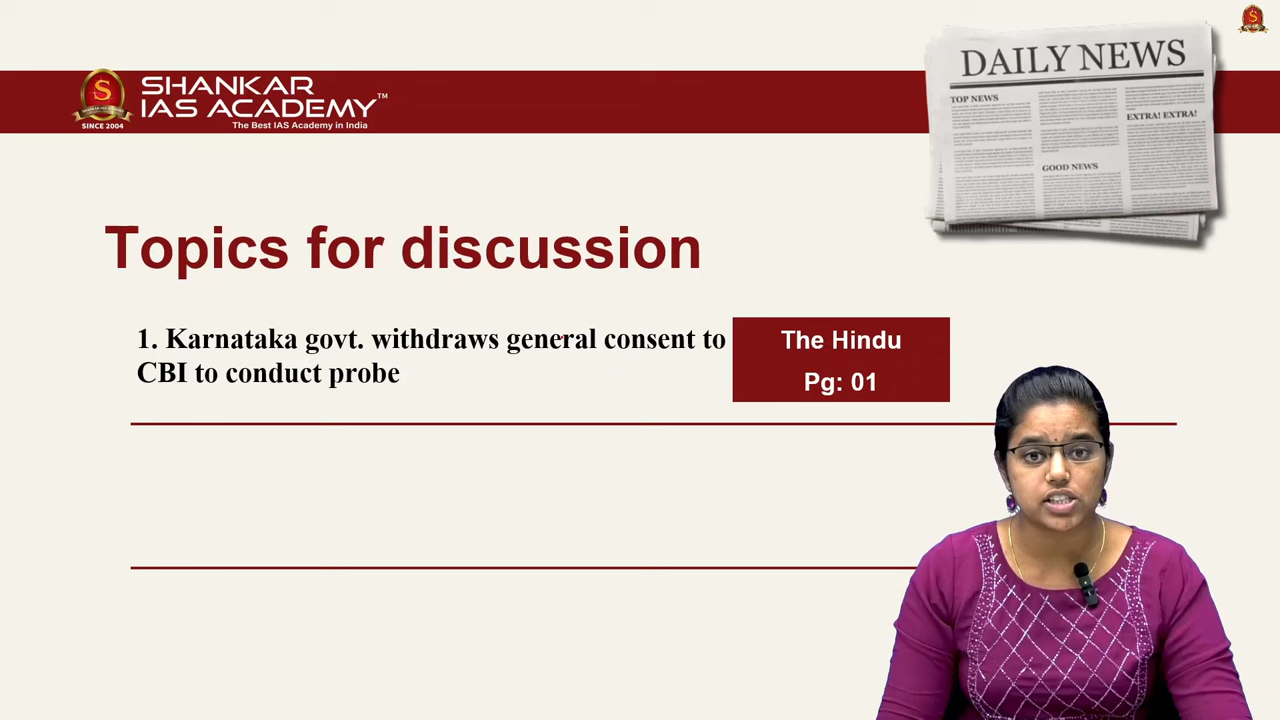 SHANKAR
IAS ACADEMY™
The Best IAS Academy in India
SINCE 2004
DAILY NEWS
TOP NEWS
EXTRA! EXTRA!
GOOD NEWS
Topics for discussion
1. Karnataka govt. withdraws general consent to
CBI to conduct probe
The Hindu
Pg: 01